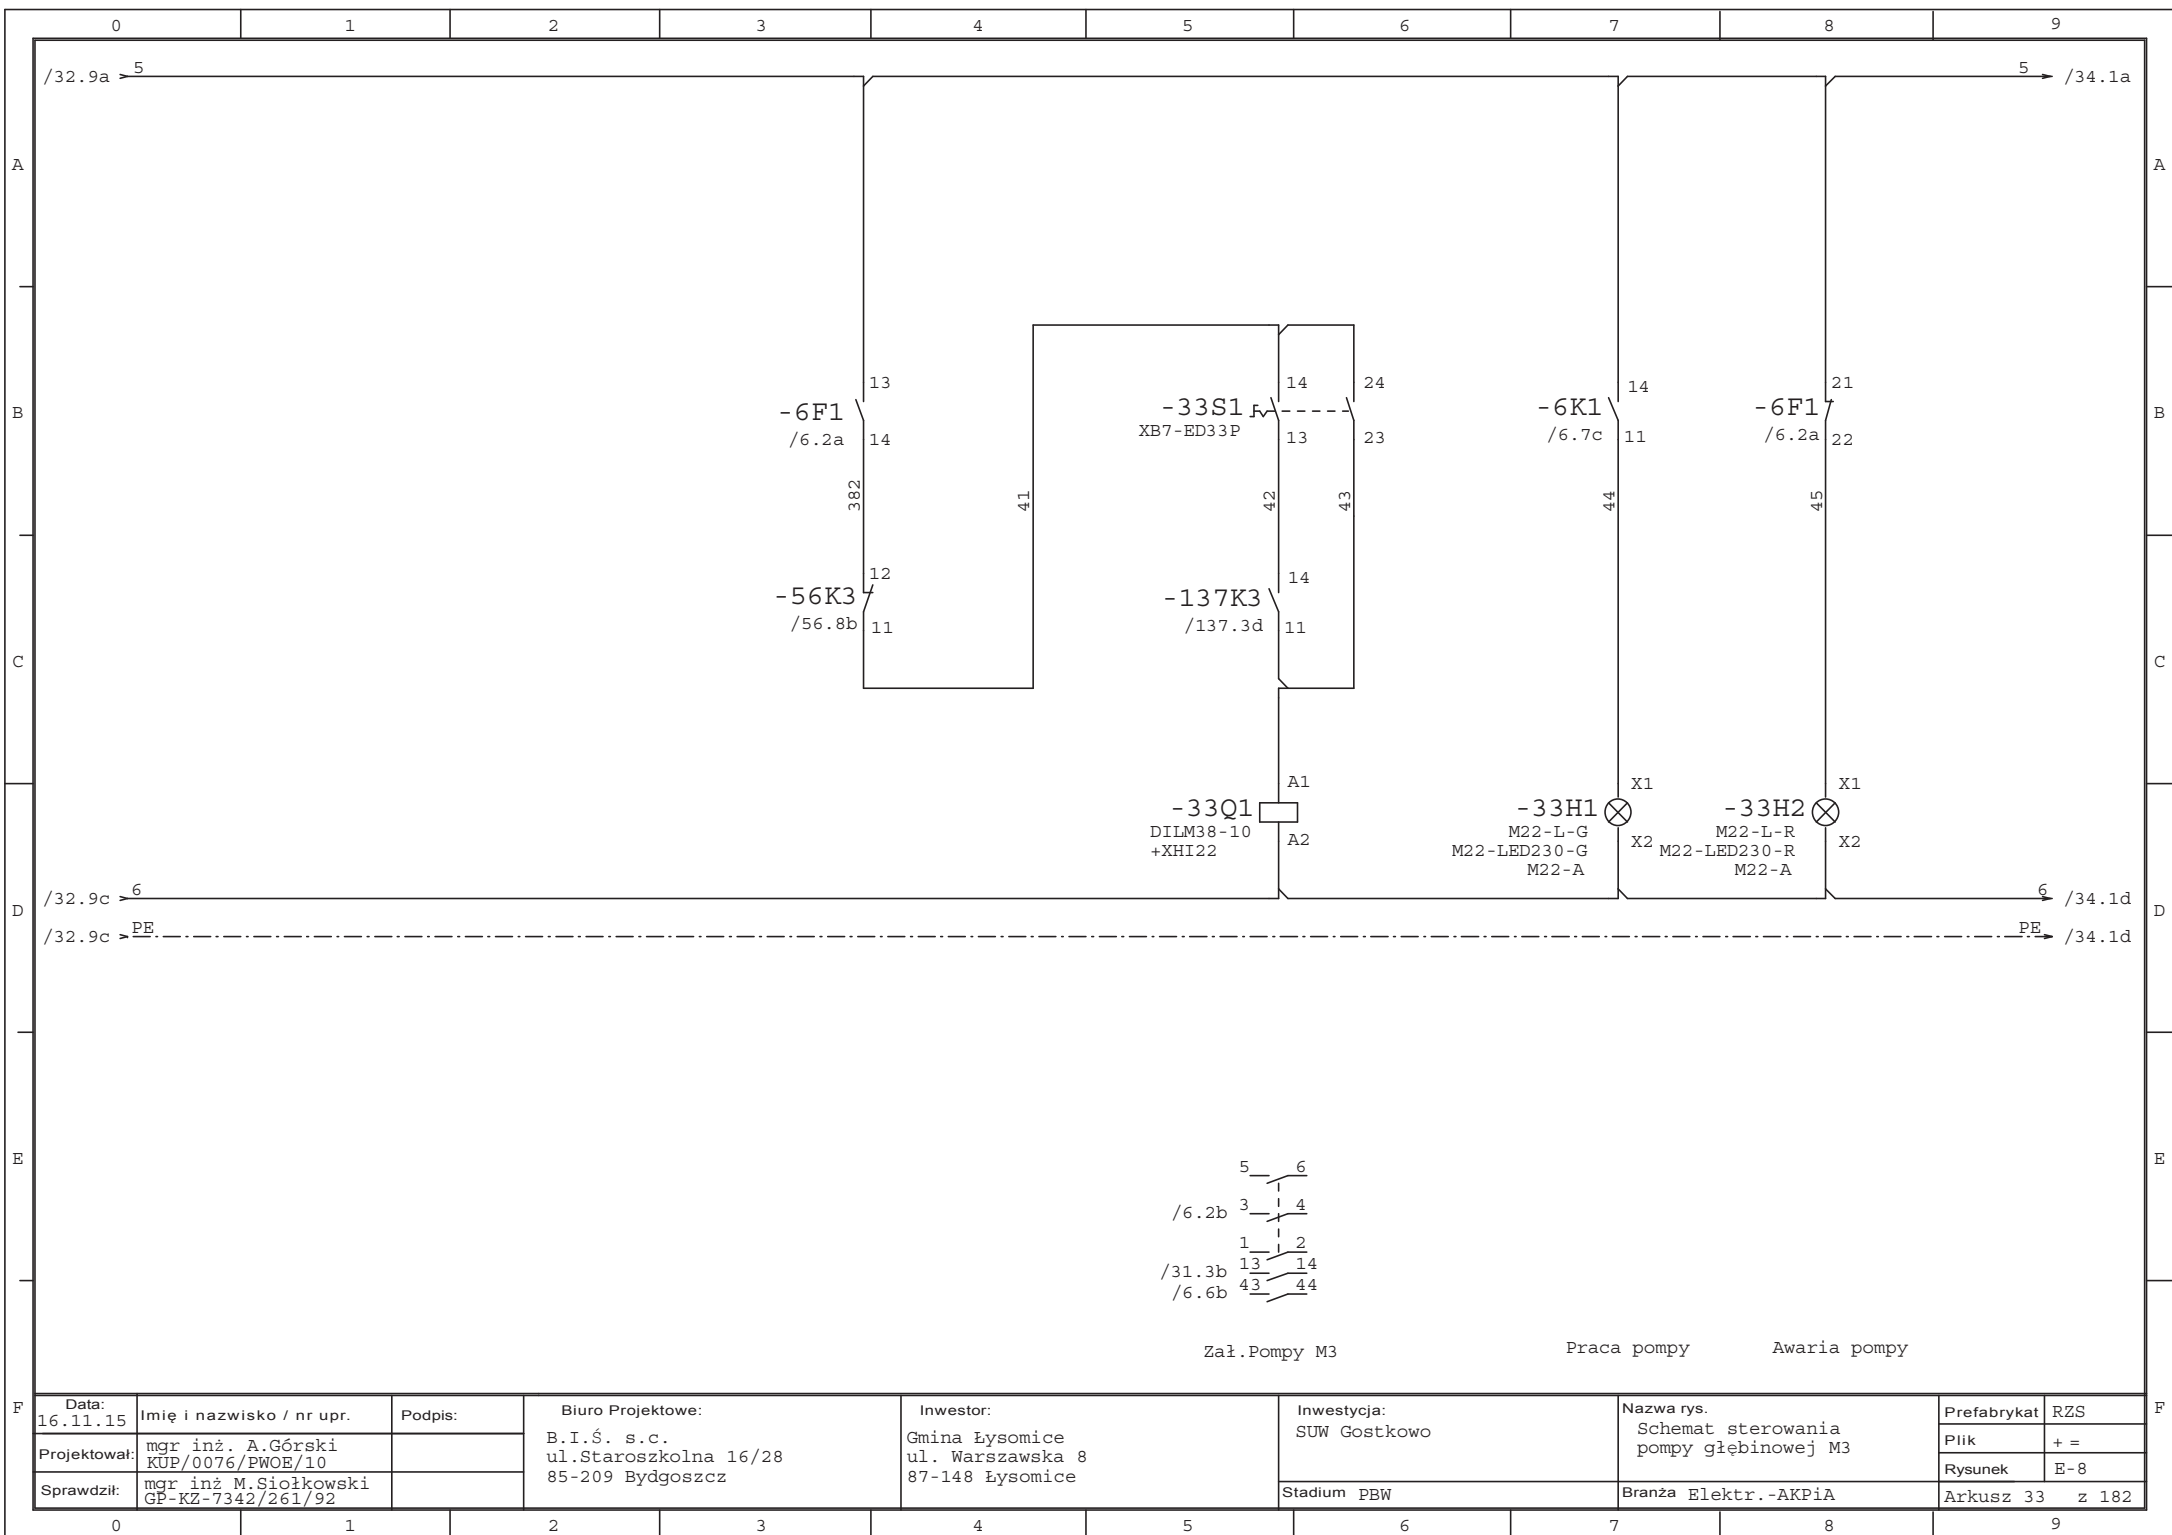 0 1 2 3 4 5 6 7 8 9
/32.9a 5 5 /34.1a
A A
13 14 24 14 21
-6F1 -33S1 -6K1 -6F1
B B
/6.2a 14 XB7-ED33P 13 23 /6.7c 11 /6.2a 22
382 41 42 43 44 45
12 14
-56K3 -137K3
/56.8b 11 /137.3d 11
C C
A1 X1 X1
-33Q1 -33H1 -33H2
DILM38-10 A2 M22-L-G X2 M22-L-R X2
+XHI22 M22-LED230-G M22-LED230-R
M22-A M22-A
/32.9c 6 6 /34.1d
D D
/32.9c PE PE /34.1d
E E
5 6
/6.2b 3 4
1 2
/31.3b 13 14
/6.6b 43 44
Zał.Pompy M3 Praca pompy Awaria pompy
F F
Data:
16.11.15
Imię i nazwisko / nr upr.
Podpis:
Projektował:
mgr inż. A.Górski
KUP/0076/PWOE/10
Sprawdził:
mgr inż M.Siołkowski
GP-KZ-7342/261/92
Biuro Projektowe:
B.I.Ś. s.c.
ul.Staroszkolna 16/28
85-209 Bydgoszcz
Inwestor:
Gmina Łysomice
ul. Warszawska 8
87-148 Łysomice
Inwestycja:
SUW Gostkowo
Stadium PBW
Nazwa rys.
Schemat sterowania
pompy głębinowej M3
Branża Elektr.-AKPiA
Prefabrykat RZS
Plik + =
Rysunek E-8
Arkusz 33 z 182
0 1 2 3 4 5 6 7 8 9